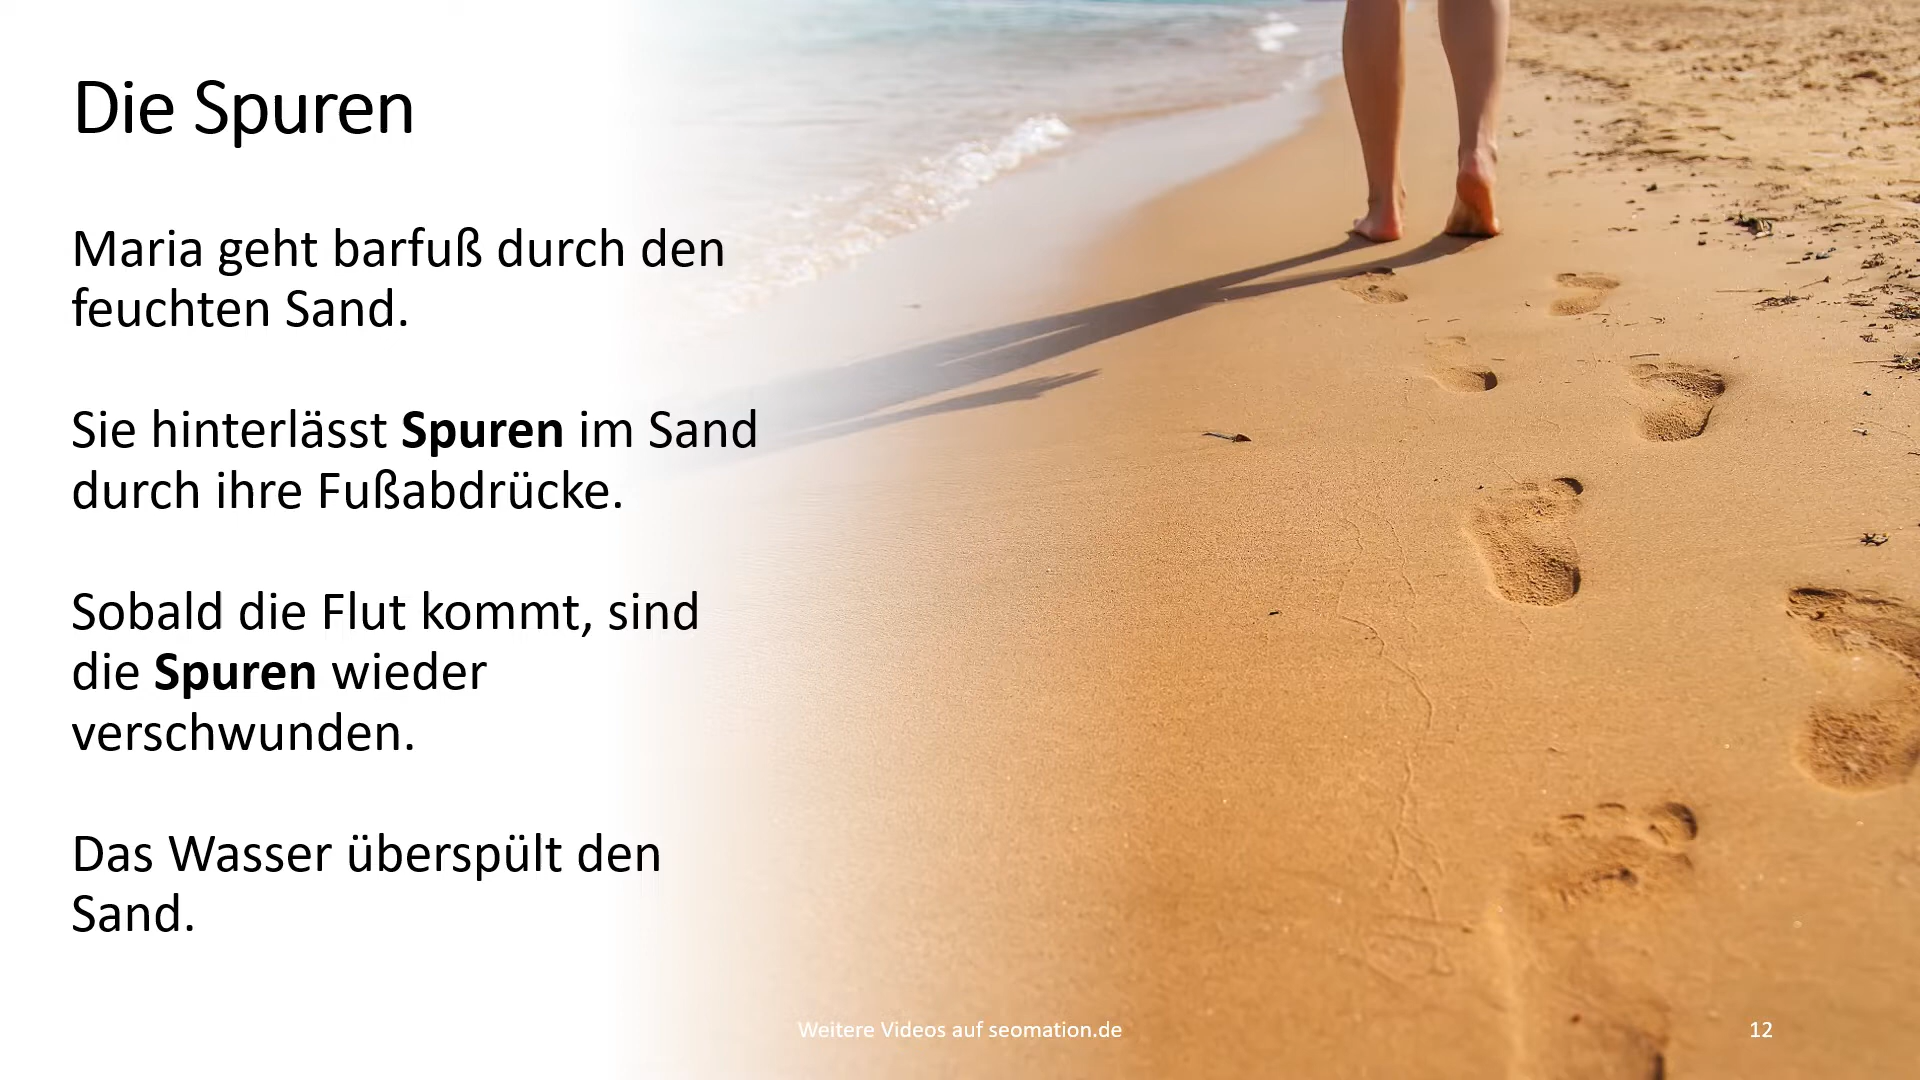 Die Spuren
Maria geht barfuß durch den
feuchten Sand.
Sie hinterlässt Spuren im Sand
durch ihre Fußabdrücke.
Sobald die Flut kommt, sind
die Spuren wieder
verschwunden.
Das Wasser überspült den
Sand.
Weitere Videos auf seomation.de
12